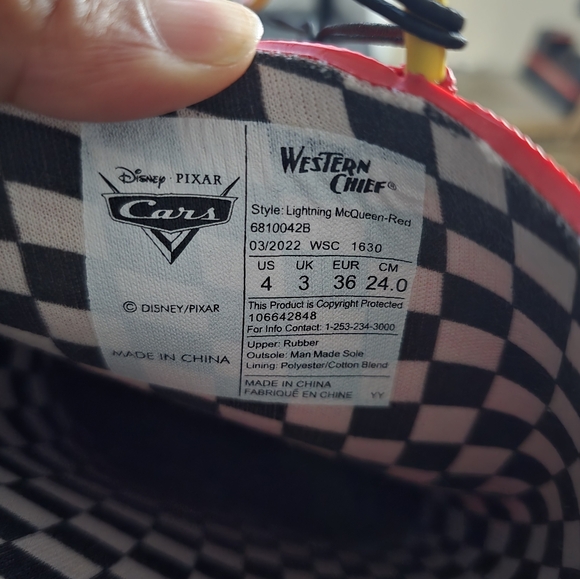 Disney · PIXAR
Cars
© DISNEY/PIXAR
MADE IN CHINA
WESTERN
CHIEF®
Style: Lightning McQueen-Red
6810042B
03/2022 WSC 1630
US UK EUR CM
4 3 36 24.0
This Product is Copyright Protected
106642848
For Info Contact: 1-253-234-3000
Upper: Rubber
Outsole: Man Made Sole
Lining: Polyester/Cotton Blend
MADE IN CHINA
FABRIQUÉ EN CHINE YY